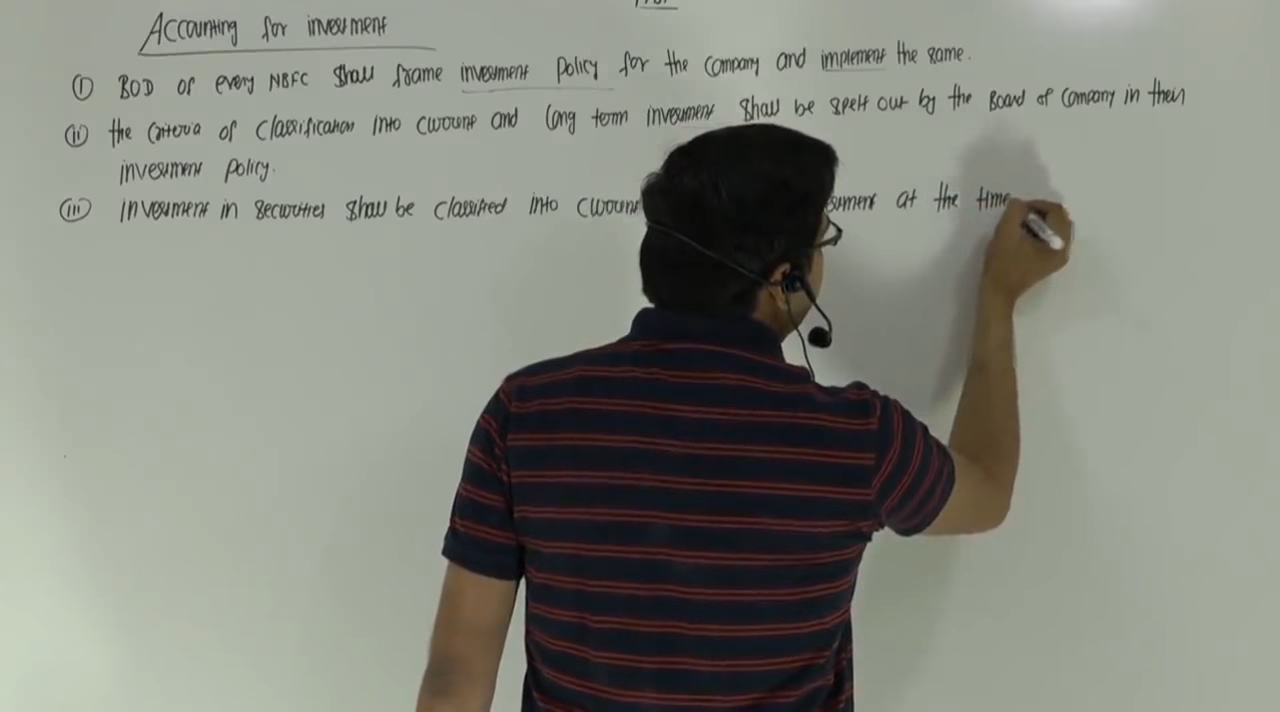 Accounting for investment
(i) BOD of every NBFC shall frame investment policy for the company and implement the same.
(ii) the criteria of classification into current and long term investment shall be spelt out by the Board of Company in their
investment policy.
(iii) investment in securities shall be classified into current at the time